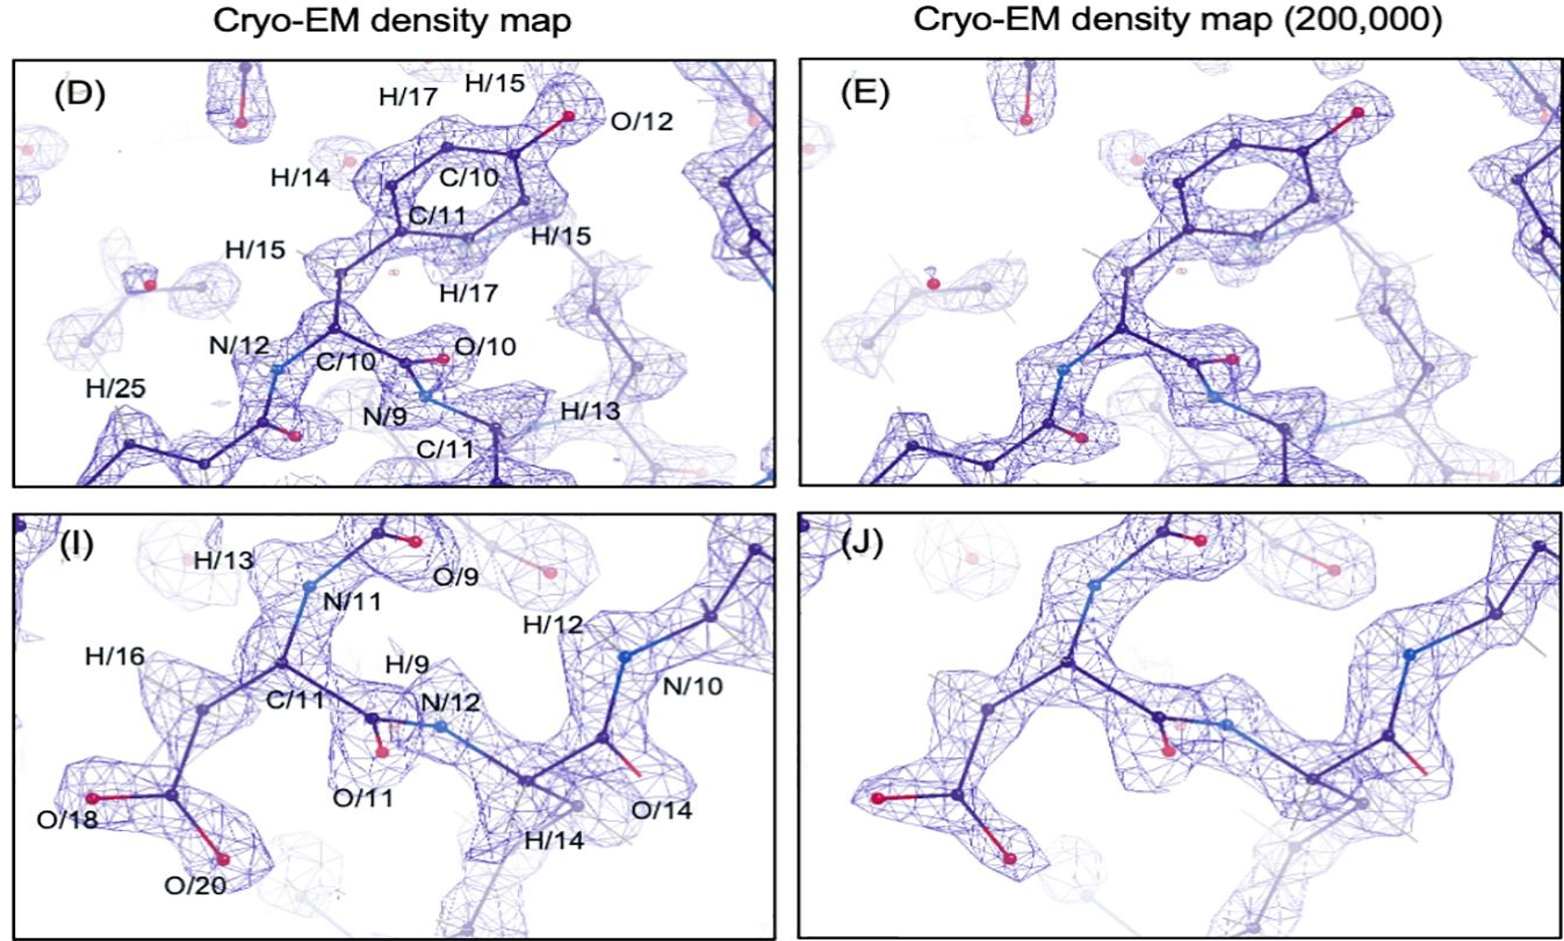 Cryo-EM density map
Cryo-EM density map (200,000)
(D)
H/17
H/15
O/12
H/14
C/10
C/11
H/15
H/15
H/17
N/12
C/10
O/10
H/25
N/9
H/13
C/11
(E)
(I)
H/13
O/9
N/11
H/12
H/16
H/9
C/11
N/12
N/10
O/11
O/14
O/18
H/14
O/20
(J)